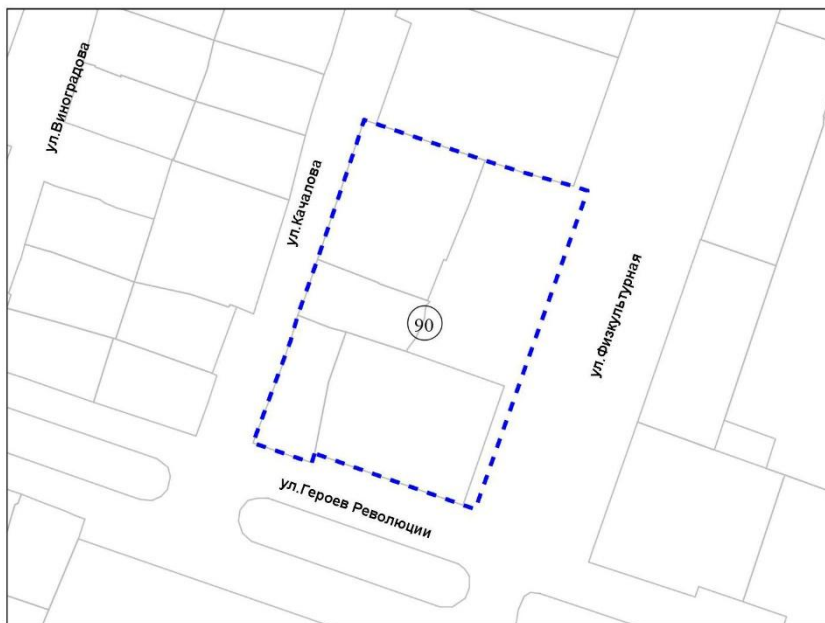 ул.Виноградова
ул.Качалова
90
ул.Физкультурная
ул.Героев Революции